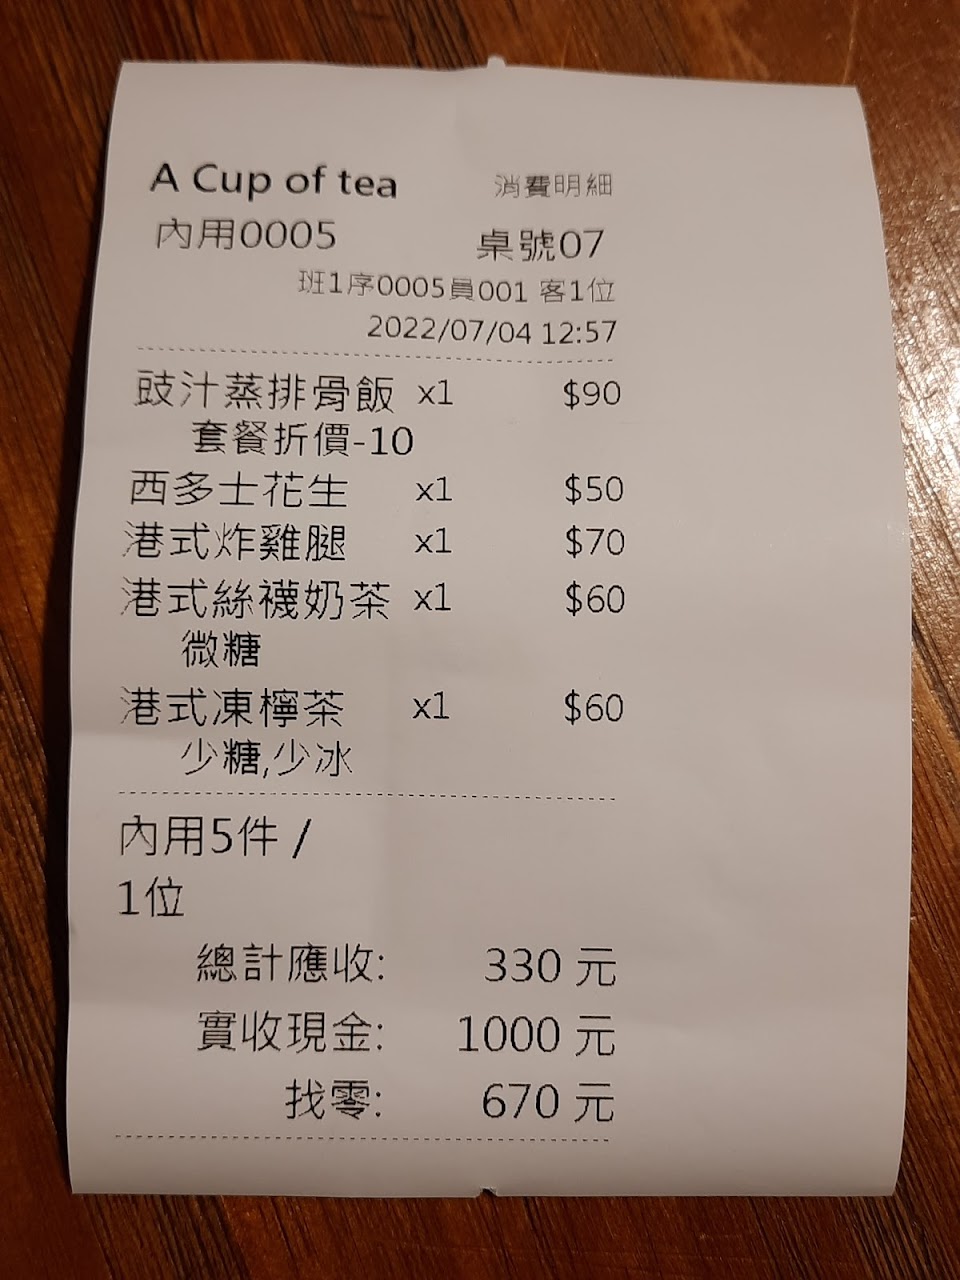 A Cup of tea 消費明細
內用0005 桌號07
班1序0005員001 客1位
2022/07/04 12:57
豉汁蒸排骨飯 x1 $90
套餐折價-10
西多士花生 x1 $50
港式炸雞腿 x1 $70
港式絲襪奶茶 x1 $60
微糖
港式凍檸茶 x1 $60
少糖,少冰
內用5件 /
1位
總計應收: 330 元
實收現金: 1000 元
找零: 670 元